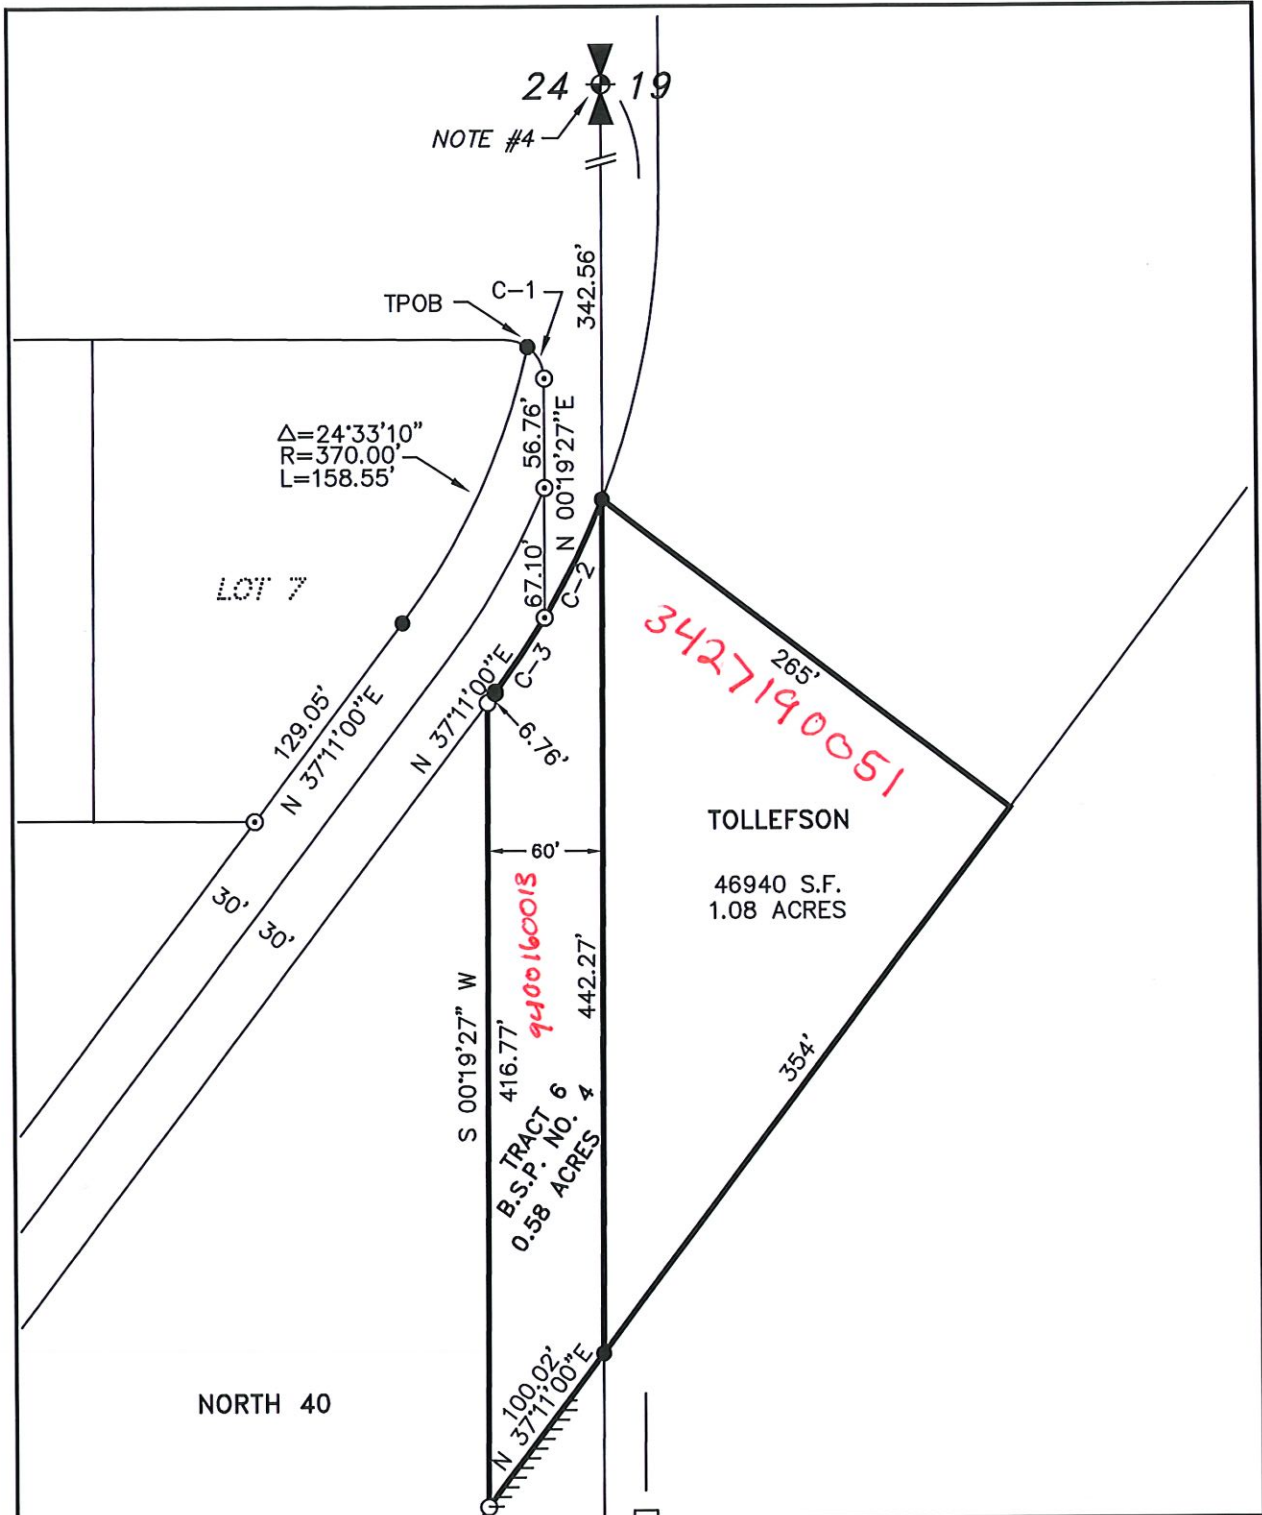 24 19
NOTE #4
342.56'
C-1
TPOB
56.76'
N 00°19'27"E
Δ=24°33'10"
R=370.00'
L=158.55'
67.10'
C-2
LOT 7
C-3
N 37°11'00"E
6.76'
129.05'
N 37°11'00"E
265'
3427190051
TOLLEFSON
46940 S.F.
1.08 ACRES
60'
9400160013
30'
30'
442.27'
S 00°19'27" W
416.77'
354'
TRACT 6
B.S.P. NO. 4
0.58 ACRES
100.02'
N 37°11'00"E
NORTH 40